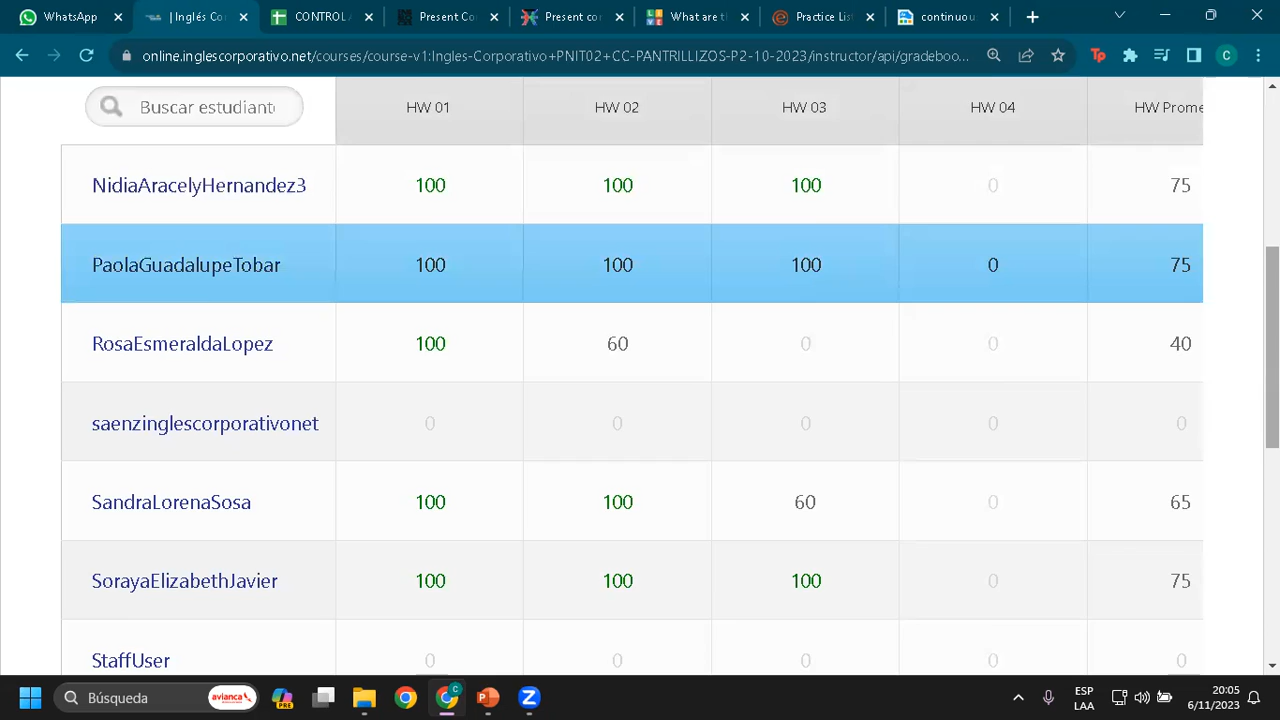 WhatsApp
| Inglés Co
CONTROL A
Present Co
Present co
What are t
Practice Lis
continuou
online.inglescorporativo.net/courses/course-v1:Ingles-Corporativo+PNIT02+CC-PANTRILLIZOS-P2-10-2023/instructor/api/gradeboo...
Tp
C
Buscar estudiant
HW 01
HW 02
HW 03
HW 04
HW Prome
NidiaAracelyHernandez3 100 100 100 0 75
PaolaGuadalupeTobar 100 100 100 0 75
RosaEsmeraldaLopez 100 60 0 0 40
saenzinglescorporativonet 0 0 0 0 0
SandraLorenaSosa 100 100 60 0 65
SorayaElizabethJavier 100 100 100 0 75
StaffUser 0 0 0 0 0
Búsqueda
avianca
PRE
C
ESP
LAA
20:05
6/11/2023